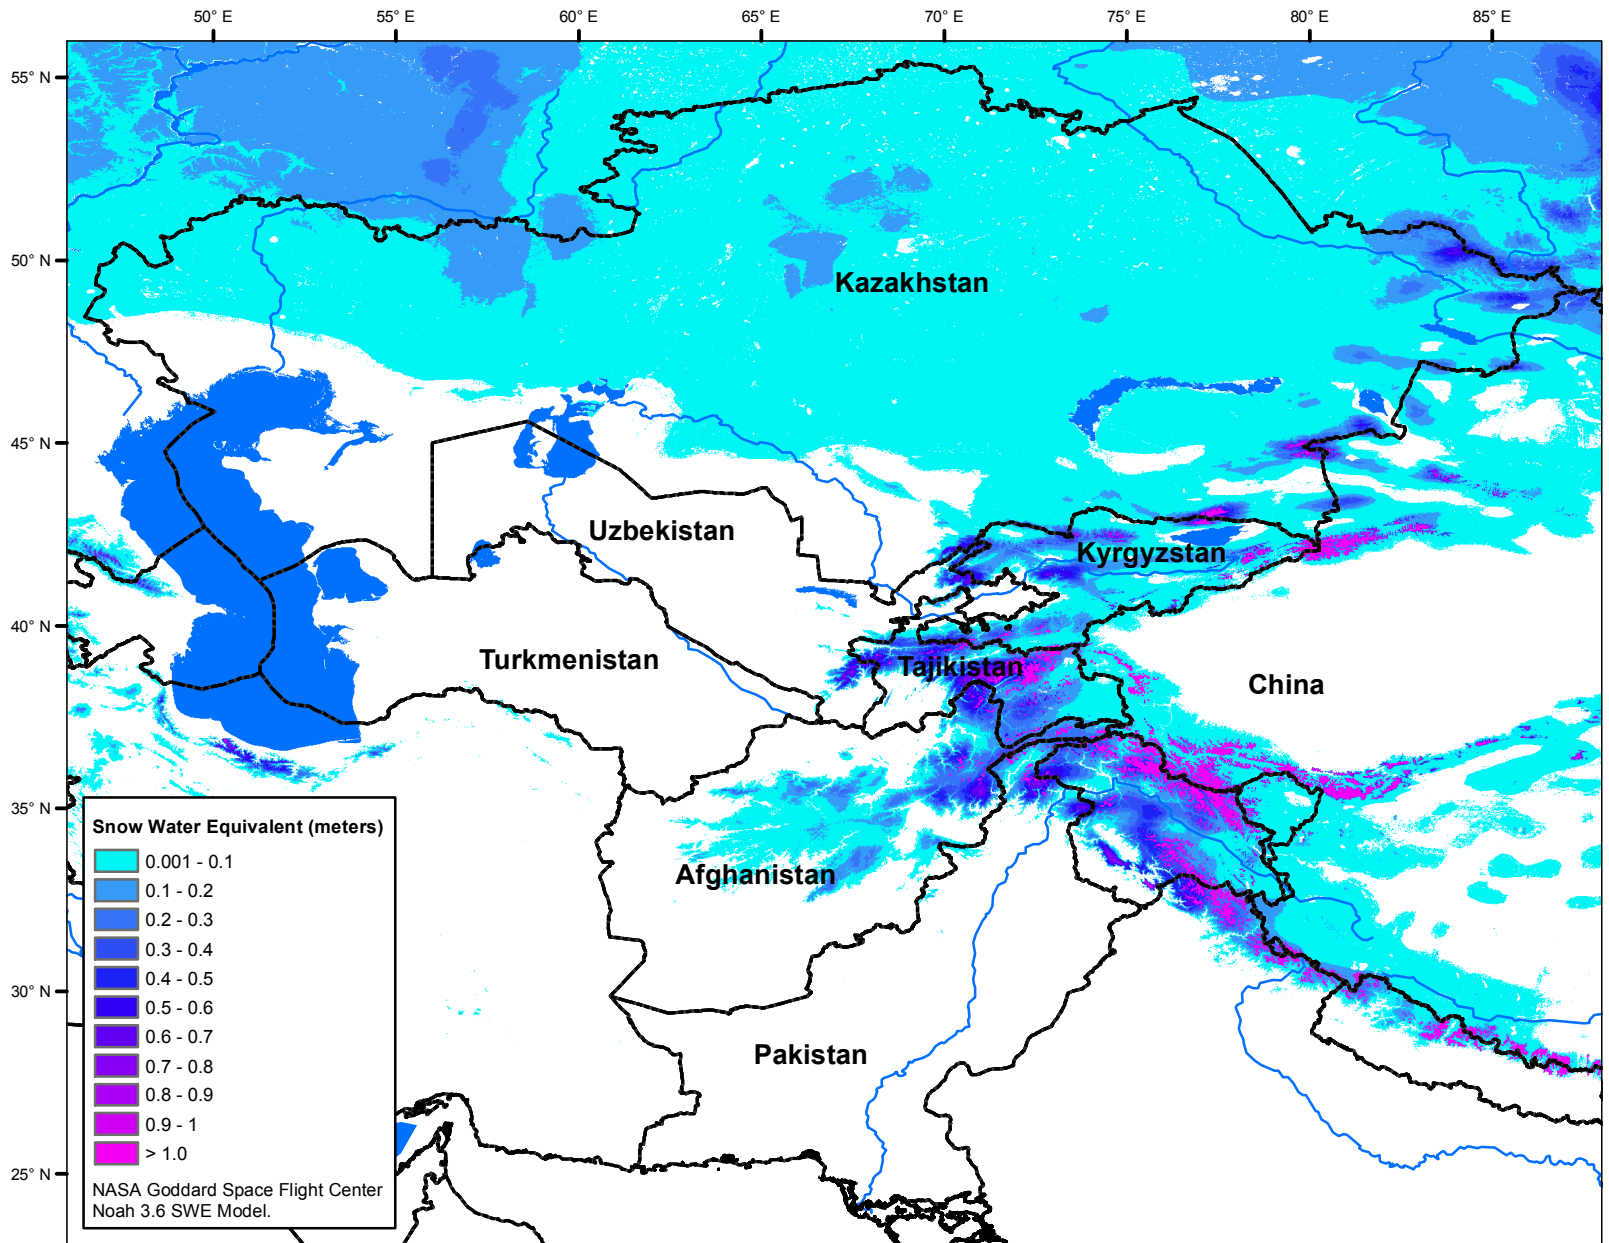 50° E 55° E 60° E 65° E 70° E 75° E 80° E 85° E
55° N
50° N
Kazakhstan
45° N
Uzbekistan
Kyrgyzstan
40° N
Turkmenistan
Tajikistan
China
35° N
Snow Water Equivalent (meters)
0.001 - 0.1
0.1 - 0.2
0.2 - 0.3
0.3 - 0.4
0.4 - 0.5
0.5 - 0.6
0.6 - 0.7
0.7 - 0.8
0.8 - 0.9
0.9 - 1
> 1.0
NASA Goddard Space Flight Center
Noah 3.6 SWE Model.
Afghanistan
30° N
Pakistan
25° N